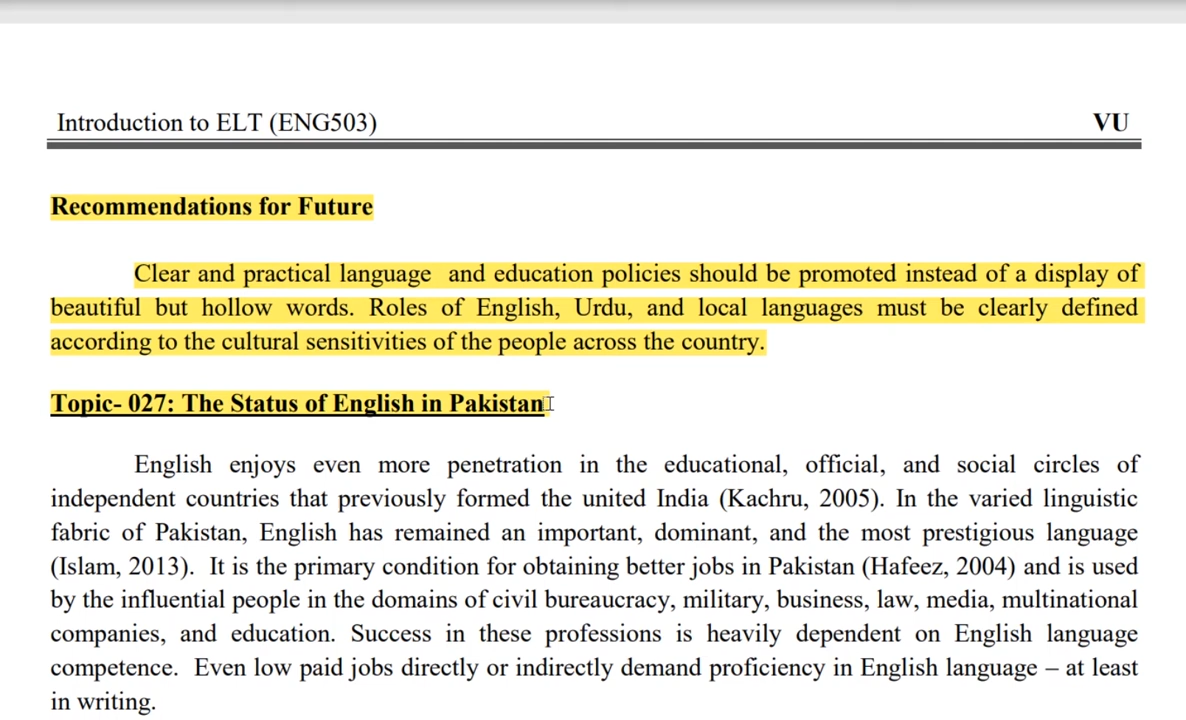 Introduction to ELT (ENG503) VU
Recommendations for Future
Clear and practical language and education policies should be promoted instead of a display of
beautiful but hollow words. Roles of English, Urdu, and local languages must be clearly defined
according to the cultural sensitivities of the people across the country.
Topic- 027: The Status of English in Pakistan
English enjoys even more penetration in the educational, official, and social circles of
independent countries that previously formed the united India (Kachru, 2005). In the varied linguistic
fabric of Pakistan, English has remained an important, dominant, and the most prestigious language
(Islam, 2013). It is the primary condition for obtaining better jobs in Pakistan (Hafeez, 2004) and is used
by the influential people in the domains of civil bureaucracy, military, business, law, media, multinational
companies, and education. Success in these professions is heavily dependent on English language
competence. Even low paid jobs directly or indirectly demand proficiency in English language – at least
in writing.